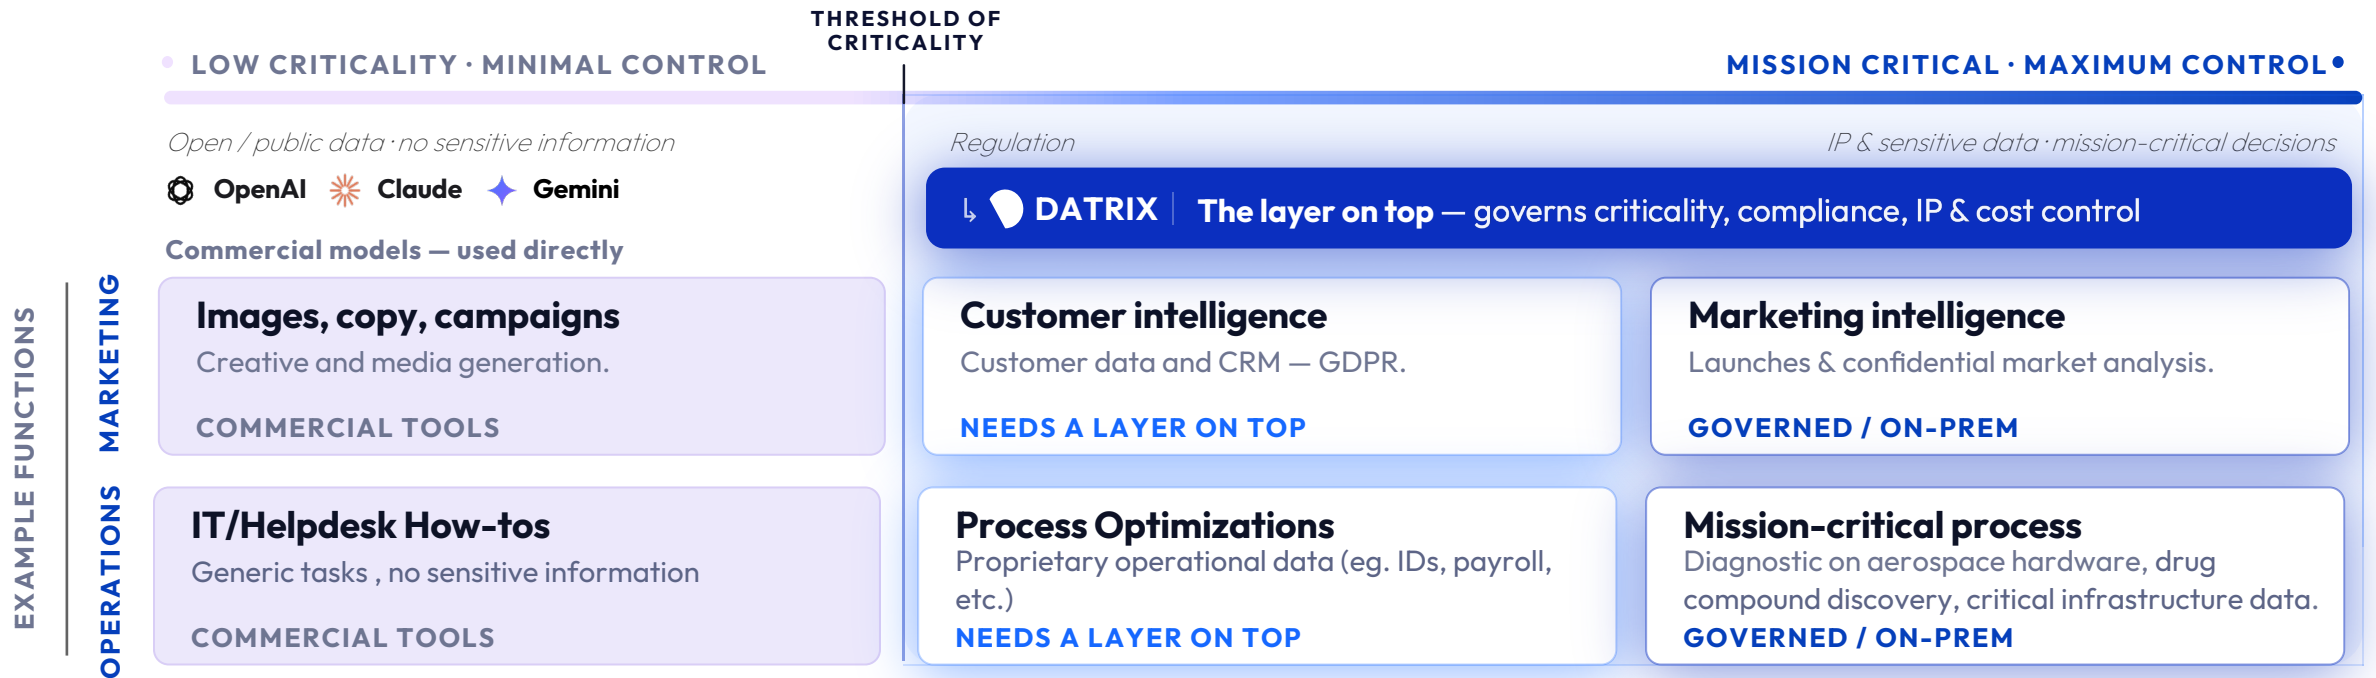 THRESHOLD OF
CRITICALITY
LOW CRITICALITY · MINIMAL CONTROL
MISSION CRITICAL · MAXIMUM CONTROL
Open / public data · no sensitive information
Regulation
IP & sensitive data · mission-critical decisions
OpenAI Claude Gemini
↳ DATRIX | The layer on top — governs criticality, compliance, IP & cost control
Commercial models — used directly
EXAMPLE FUNCTIONS
MARKETING
Images, copy, campaigns
Creative and media generation.
COMMERCIAL TOOLS
Customer intelligence
Customer data and CRM — GDPR.
NEEDS A LAYER ON TOP
Marketing intelligence
Launches & confidential market analysis.
GOVERNED / ON-PREM
OPERATIONS
IT/Helpdesk How-tos
Generic tasks , no sensitive information
COMMERCIAL TOOLS
Process Optimizations
Proprietary operational data (eg. IDs, payroll,
etc.)
NEEDS A LAYER ON TOP
Mission-critical process
Diagnostic on aerospace hardware, drug
compound discovery, critical infrastructure data.
GOVERNED / ON-PREM